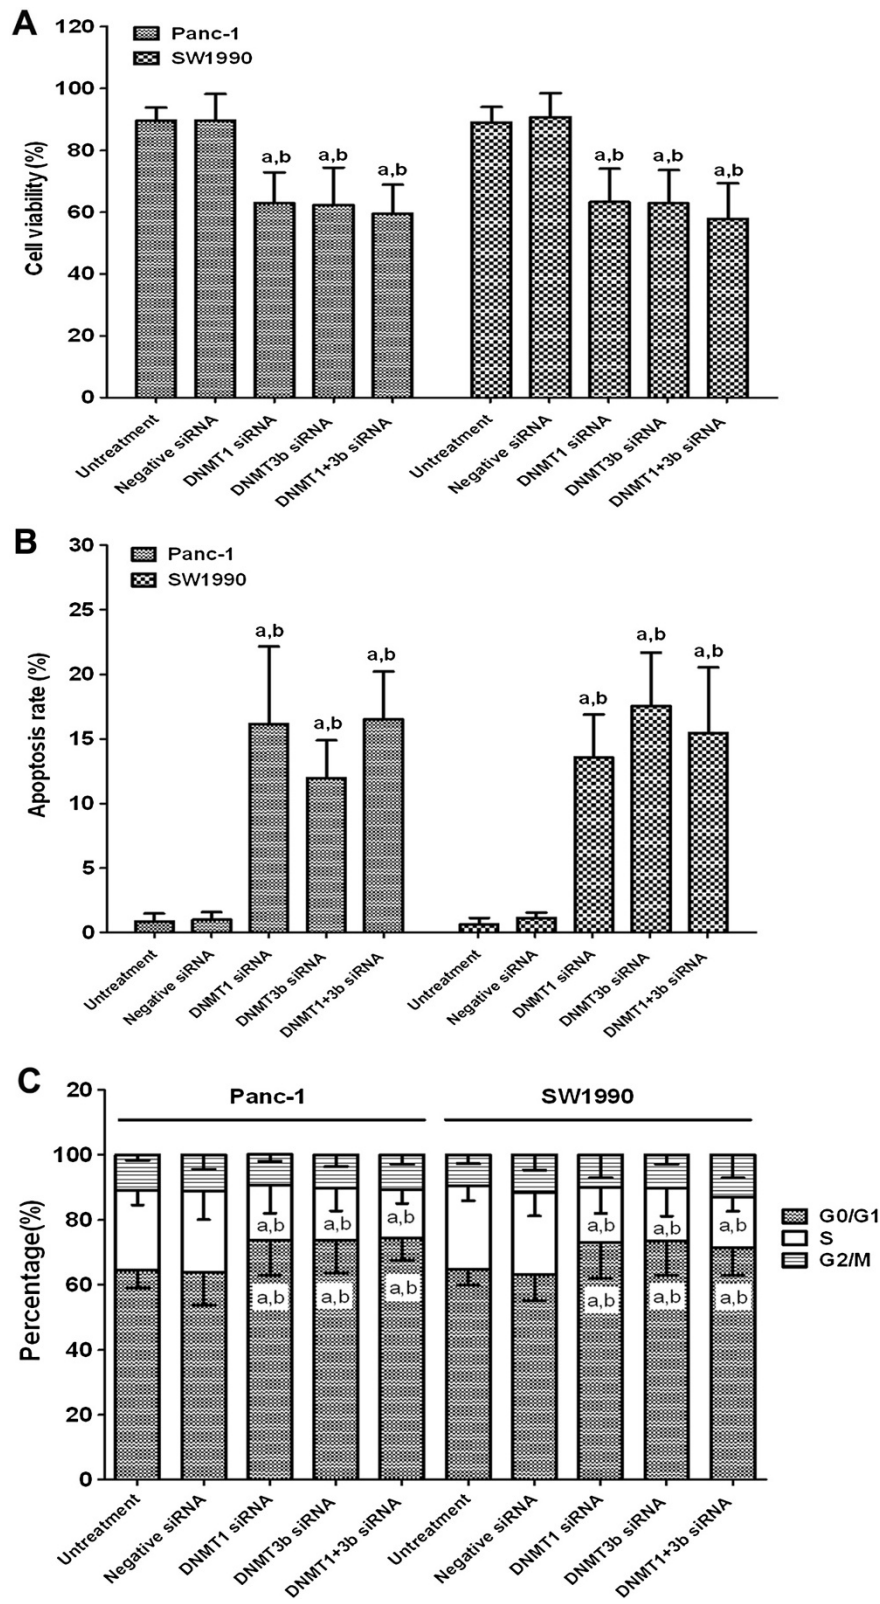 A
120
100
80
60
40
20
0
Cell viability (%)
Panc-1
SW1990
a,b
a,b
a,b
a,b
a,b
a,b
Untreatment
Negative siRNA
DNMT1 siRNA
DNMT3b siRNA
DNMT1+3b siRNA
Untreatment
Negative siRNA
DNMT1 siRNA
DNMT3b siRNA
DNMT1+3b siRNA
B
30
25
20
15
10
5
0
Apoptosis rate (%)
Panc-1
SW1990
a,b
a,b
a,b
a,b
a,b
a,b
Untreatment
Negative siRNA
DNMT1 siRNA
DNMT3b siRNA
DNMT1+3b siRNA
Untreatment
Negative siRNA
DNMT1 siRNA
DNMT3b siRNA
DNMT1+3b siRNA
C
20
100
80
60
40
20
0
Percentage(%)
Panc-1
SW1990
a,b
a,b
a,b
a,b
a,b
a,b
a,b
a,b
a,b
a,b
a,b
a,b
G0/G1
S
G2/M
Untreatment
Negative siRNA
DNMT1 siRNA
DNMT3b siRNA
DNMT1+3b siRNA
Untreatment
Negative siRNA
DNMT1 siRNA
DNMT3b siRNA
DNMT1+3b siRNA